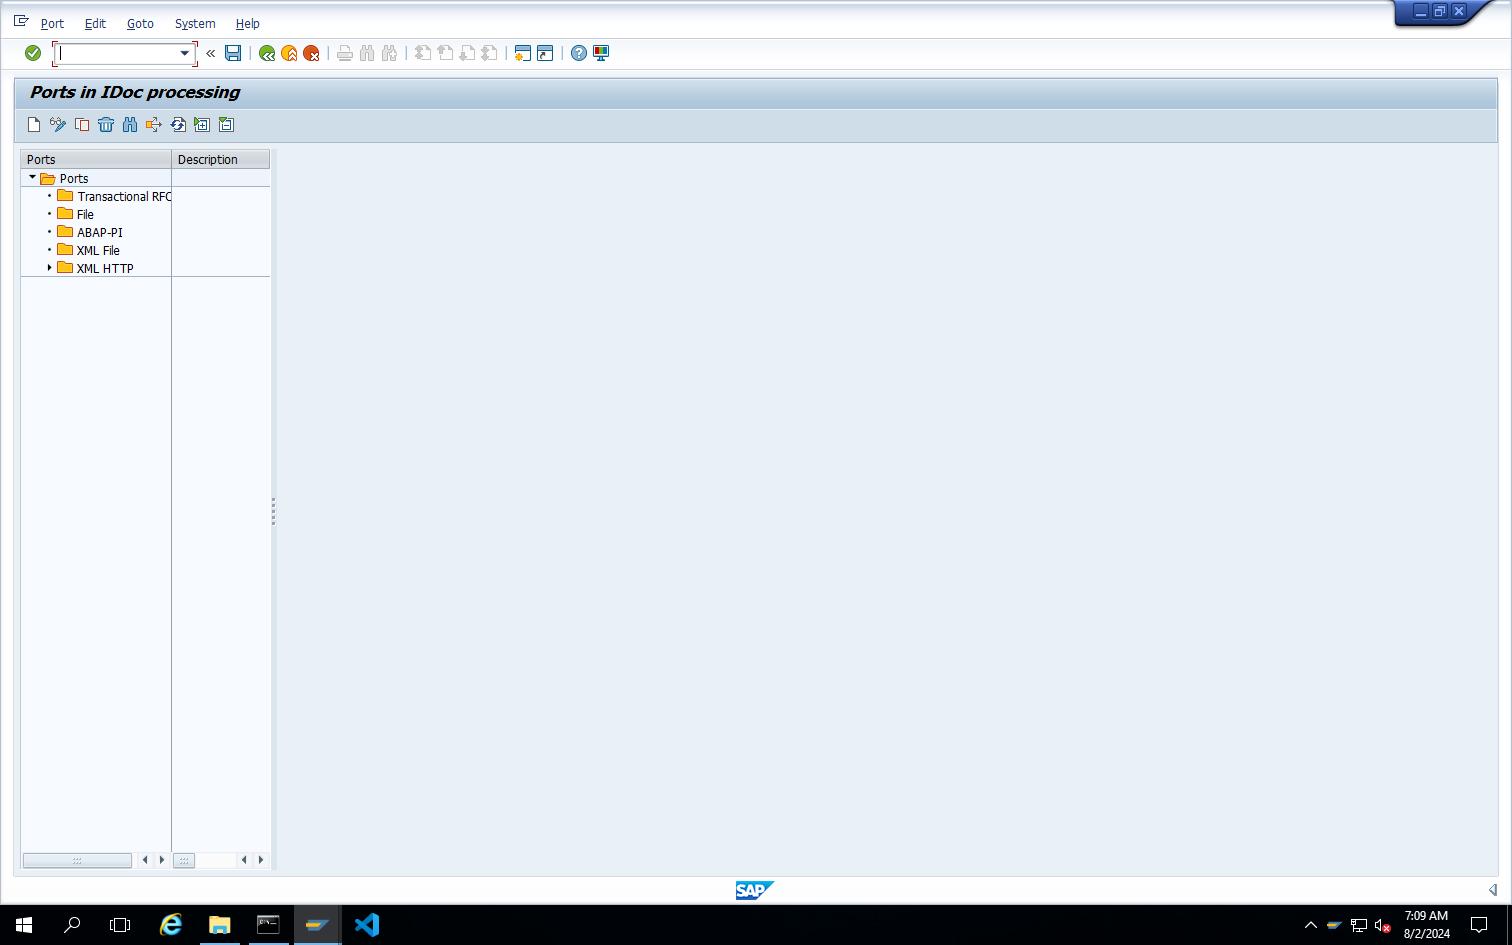 Port Edit Goto System Help
Ports in IDoc processing
Ports Description
Ports
Transactional RFC
File
ABAP-PI
XML File
XML HTTP
SAP
7:09 AM
8/2/2024